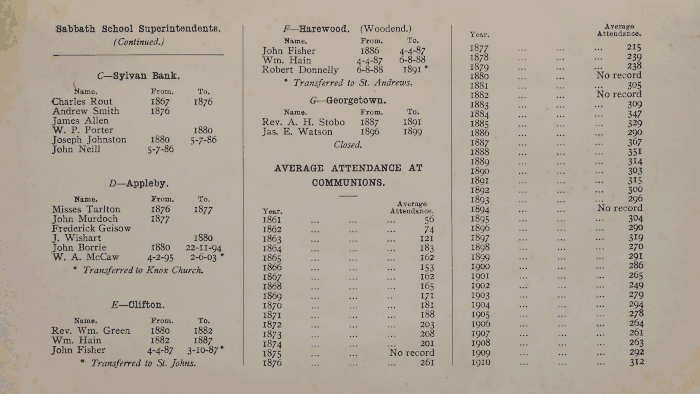 Sabbath School Superintendents.
(Continued.)
C—Sylvan Bank.
Name. From. To.
Charles Rout 1867 1876
Andrew Smith 1876
James Allen
W. P. Porter 1880
Joseph Johnston 1880 5-7-86
John Neill 5-7-86
D—Appleby.
Name. From. To.
Misses Tarlton 1876 1877
John Murdoch 1877
Frederick Geisow
J. Wishart 1880
John Borrie 1880 22-11-94
W. A. McCaw 4-2-95 2-6-03 *
* Transferred to Knox Church.
E—Clifton.
Name. From. To.
Rev. Wm. Green 1880 1882
Wm. Hain 1882 1887
John Fisher 4-4-87 3-10-87*
* Transferred to St. Johns.
F—Harewood. (Woodend.)
Name. From. To.
John Fisher 1886 4-4-87
Wm. Hain 4-4-87 6-8-88
Robert Donnelly 6-8-88 1891 *
* Transferred to St. Andrews.
G—Georgetown.
Name. From. To.
Rev. A. H. Stobo 1887 1891
Jas. E. Watson 1896 1899
Closed.
AVERAGE ATTENDANCE AT
COMMUNIONS.
Average
Year. Attendance.
1861 ... ... ... 56
1862 ... ... ... 74
1863 ... ... ... 121
1864 ... ... ... 183
1865 ... ... ... 162
1866 ... ... ... 153
1867 ... ... ... 162
1868 ... ... ... 165
1869 ... ... ... 171
1870 ... ... ... 181
1871 ... ... ... 188
1872 ... ... ... 203
1873 ... ... ... 208
1874 ... ... ... 201
1875 ... ... No record
1876 ... ... ... 261
Average
Year. Attendance.
1877 ... ... ... 215
1878 ... ... ... 239
1879 ... ... ... 238
1880 ... ... No record
1881 ... ... ... 305
1882 ... ... No record
1883 ... ... ... 309
1884 ... ... ... 347
1885 ... ... ... 329
1886 ... ... ... 290
1887 ... ... ... 367
1888 ... ... ... 351
1889 ... ... ... 314
1890 ... ... ... 303
1891 ... ... ... 315
1892 ... ... ... 300
1893 ... ... ... 296
1894 ... ... No record
1895 ... ... ... 304
1896 ... ... ... 290
1897 ... ... ... 319
1898 ... ... ... 270
1899 ... ... ... 291
1900 ... ... ... 286
1901 ... ... ... 265
1902 ... ... ... 249
1903 ... ... ... 279
1904 ... ... ... 294
1905 ... ... ... 278
1906 ... ... ... 264
1907 ... ... ... 261
1908 ... ... ... 263
1909 ... ... ... 292
1910 ... ... ... 312